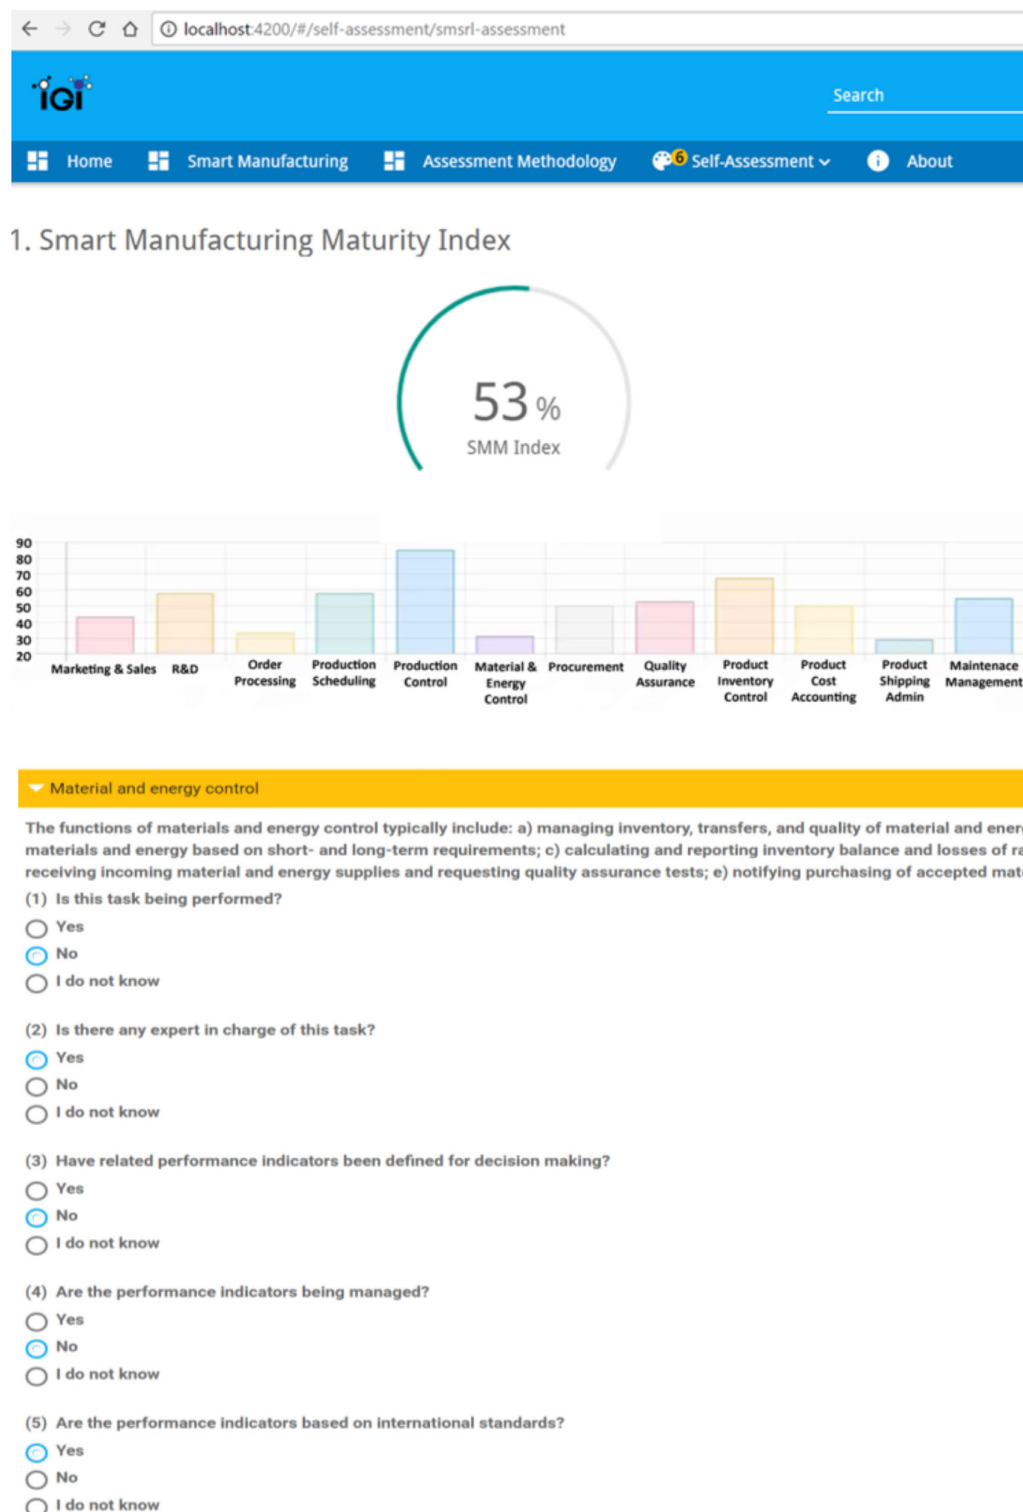 localhost:4200/#/self-assessment/smsrl-assessment
iGi
Search
Home Smart Manufacturing Assessment Methodology 6 Self-Assessment About
1. Smart Manufacturing Maturity Index
53 %
SMM Index
90
80
70
60
50
40
30
20
Marketing & Sales
R&D
Order Processing
Production Scheduling
Production Control
Material & Energy Control
Procurement
Quality Assurance
Product Inventory Control
Product Cost Accounting
Product Shipping Admin
Maintenace Management
Material and energy control
The functions of materials and energy control typically include: a) managing inventory, transfers, and quality of material and ener
materials and energy based on short- and long-term requirements; c) calculating and reporting inventory balance and losses of ra
receiving incoming material and energy supplies and requesting quality assurance tests; e) notifying purchasing of accepted mat
(1) Is this task being performed?
Yes
No
I do not know
(2) Is there any expert in charge of this task?
Yes
No
I do not know
(3) Have related performance indicators been defined for decision making?
Yes
No
I do not know
(4) Are the performance indicators being managed?
Yes
No
I do not know
(5) Are the performance indicators based on international standards?
Yes
No
I do not know